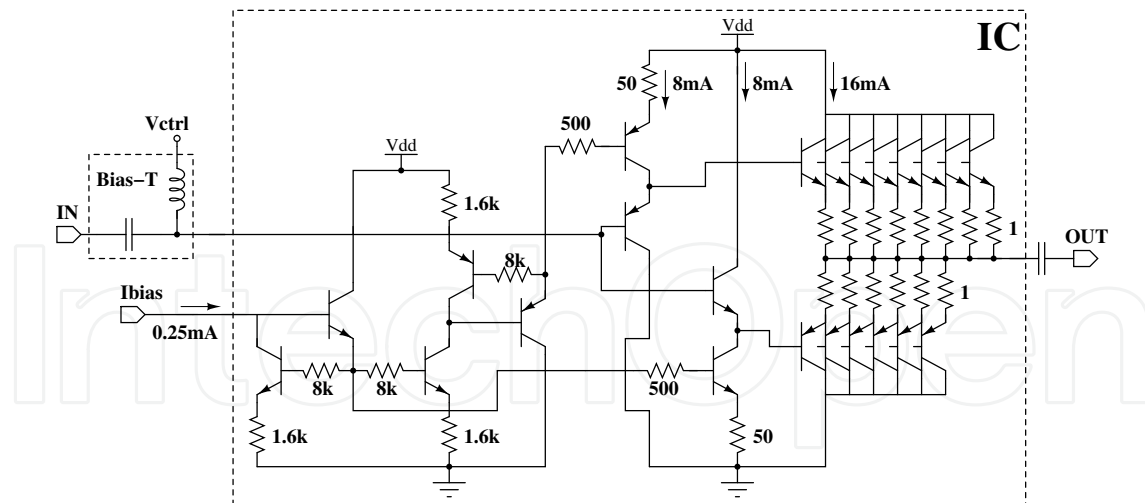 IC
Vdd
50
8mA
8mA
16mA
Vctrl
500
Vdd
Bias-T
1.6k
IN
1
OUT
8k
Ibias
1
0.25mA
8k
8k
500
1.6k
1.6k
50
IntechOpen